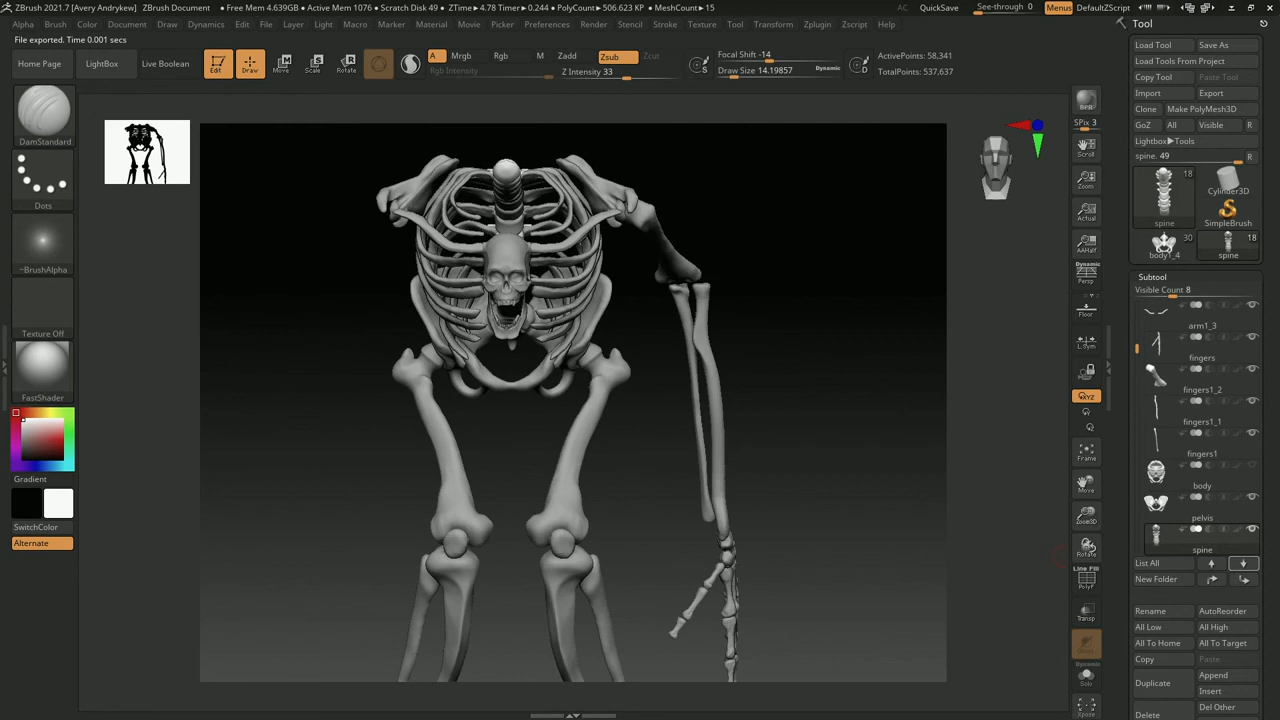 ZBrush 2021.7 [Avery Andrykew] ZBrush Document • Free Mem 4.639GB • Active Mem 1076 • Scratch Disk 49 • ZTime▸4.78 Timer▸0.244 • PolyCount▸506.623 KP • MeshCount▸15
AC QuickSave See-through 0 Menus DefaultZScript
Alpha Brush Color Document Draw Dynamics Edit File Layer Light Macro Marker Material Movie Picker Preferences Render Stencil Stroke Texture Tool Transform Zplugin Zscript Help
File exported. Time 0.001 secs
Home Page LightBox Live Boolean
Edit Draw Move Scale Rotate
A Mrgb Rgb M Zadd Zsub Zcut
Rgb Intensity Z Intensity 33
Focal Shift -14
Draw Size 14.19857 Dynamic
S D
ActivePoints: 58,341
TotalPoints: 537,637
DamStandard
Dots
~BrushAlpha
Texture Off
FastShader
Gradient
SwitchColor
Alternate
BPR
SPix 3
Scroll
Zoom
Actual
AAHalf
Dynamic
Persp
Floor
L.Sym
XYZ
Frame
Move
Zoom3D
Rotate
Line Fill
PolyF
Transp
Dynamic
Solo
Xpose
Tool
Load Tool Save As
Load Tools From Project
Copy Tool Paste Tool
Import Export
Clone Make PolyMesh3D
GoZ All Visible R
Lightbox▸Tools
spine. 49 R
18
spine Cylinder3D
SimpleBrush
30 18
body1_4 spine
Subtool
Visible Count 8
arm1_3
fingers
fingers1_2
fingers1_1
fingers1
body
pelvis
spine
List All
New Folder
Rename AutoReorder
All Low All High
All To Home All To Target
Copy Paste
Duplicate Append
Insert
Delete Del Other